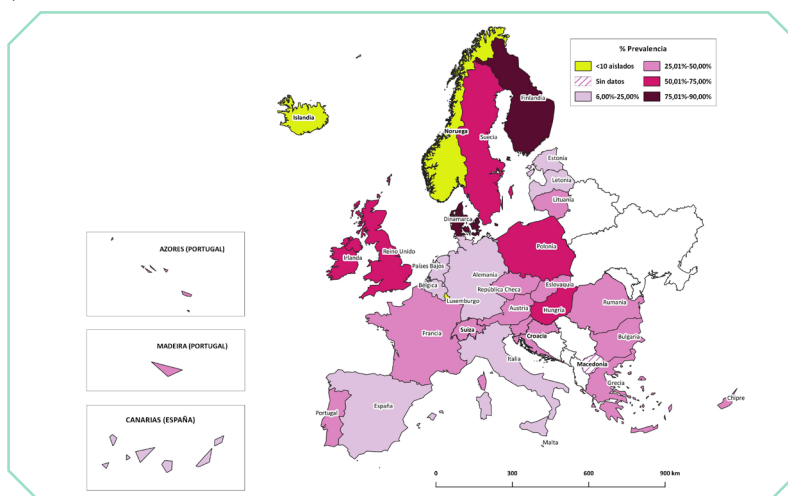 % Prevalencia
<10 aislados
25,01%-50,00%
Sin datos
50,01%-75,00%
6,00%-25,00%
75,01%-90,00%
Islandia
Finlandia
Noruega
Suecia
Estonia
Letonia
Lituania
Dinamarca
AZORES (PORTUGAL)
Reino Unido
Irlanda
Países Bajos
Polonia
Alemania
Bélgica
República Checa
Eslovaquia
Luxemburgo
Austria
Hungría
Rumania
MADEIRA (PORTUGAL)
Francia
Suiza
Croacia
Bulgaria
Italia
Macedonia
Grecia
CANARIAS (ESPAÑA)
España
Portugal
Chipre
Malta
0 300 600 900 km